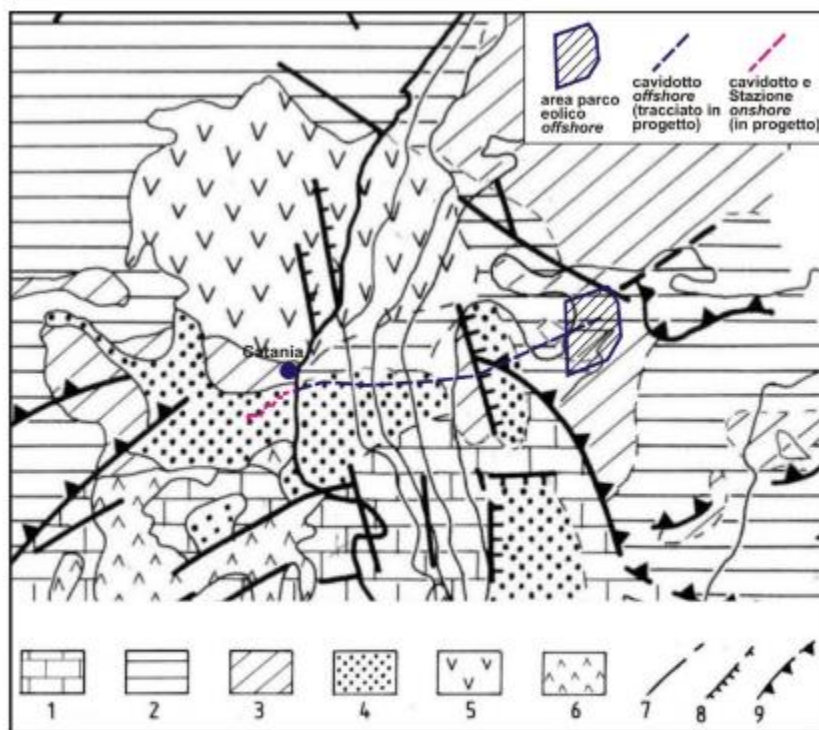 area parco
eolico
offshore
cavidotto
offshore
(tracciato in
progetto)
cavidotto e
Stazione
onshore
(in progetto)
Catania
1 2 3 4 5 6 7 8 9